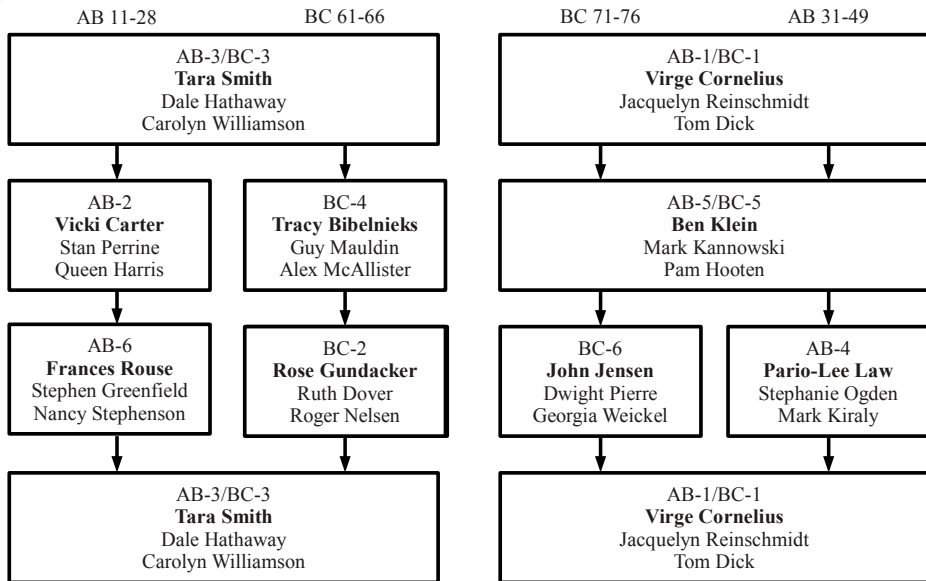 AB 11-28
BC 61-66
BC 71-76
AB 31-49
AB-3/BC-3
Tara Smith
Dale Hathaway
Carolyn Williamson
AB-1/BC-1
Virge Cornelius
Jacquelyn Reinschmidt
Tom Dick
AB-2
Vicki Carter
Stan Perrine
Queen Harris
BC-4
Tracy Bibelnieks
Guy Mauldin
Alex McAllister
AB-5/BC-5
Ben Klein
Mark Kannowski
Pam Hooten
AB-6
Frances Rouse
Stephen Greenfield
Nancy Stephenson
BC-2
Rose Gundacker
Ruth Dover
Roger Nelsen
BC-6
John Jensen
Dwight Pierre
Georgia Weickel
AB-4
Pario-Lee Law
Stephanie Ogden
Mark Kiraly
AB-3/BC-3
Tara Smith
Dale Hathaway
Carolyn Williamson
AB-1/BC-1
Virge Cornelius
Jacquelyn Reinschmidt
Tom Dick